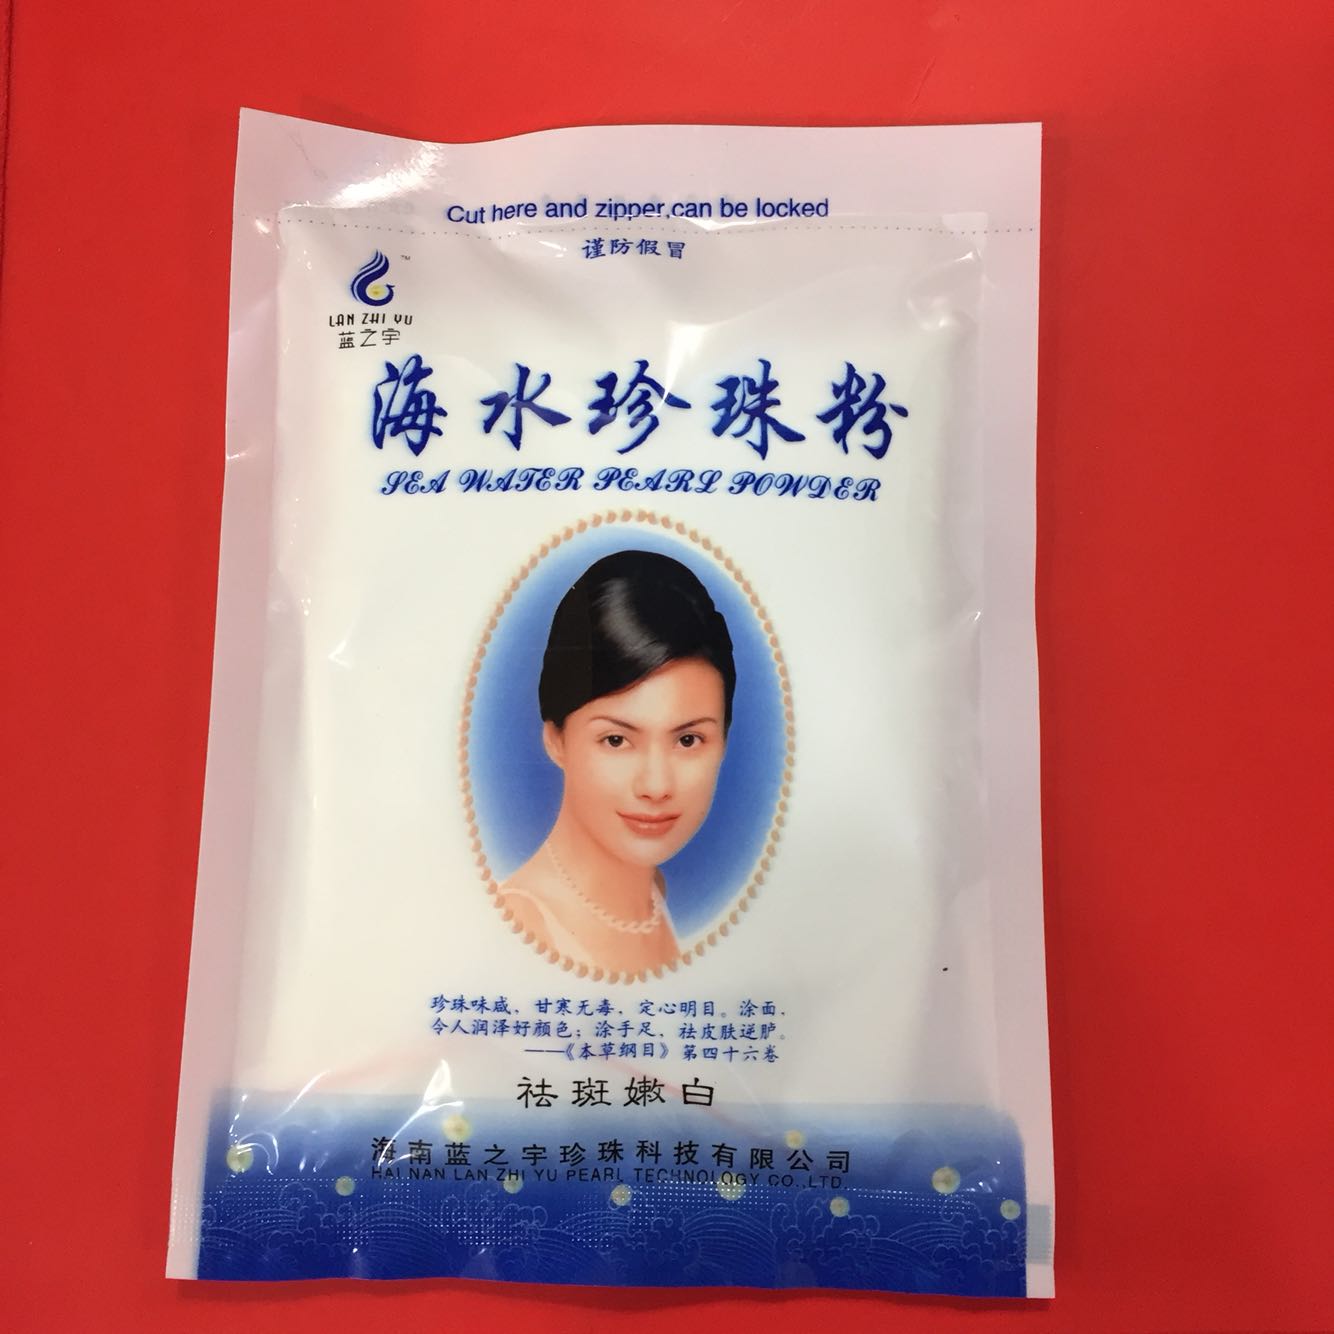 Cut here and zipper,can be locked
谨防假冒
TM
LAN ZHI YU
蓝之宇
海水珍珠粉
SEA WATER PEARL POWDER
珍珠味咸、甘寒无毒，定心明目。涂面，
令人润泽好颜色；涂手足，祛皮肤逆胪。
——《本草纲目》第四十六卷
祛斑嫩白
海南蓝之宇珍珠科技有限公司
HAI NAN LAN ZHI YU PEARL TECHNOLOGY CO.,LTD.